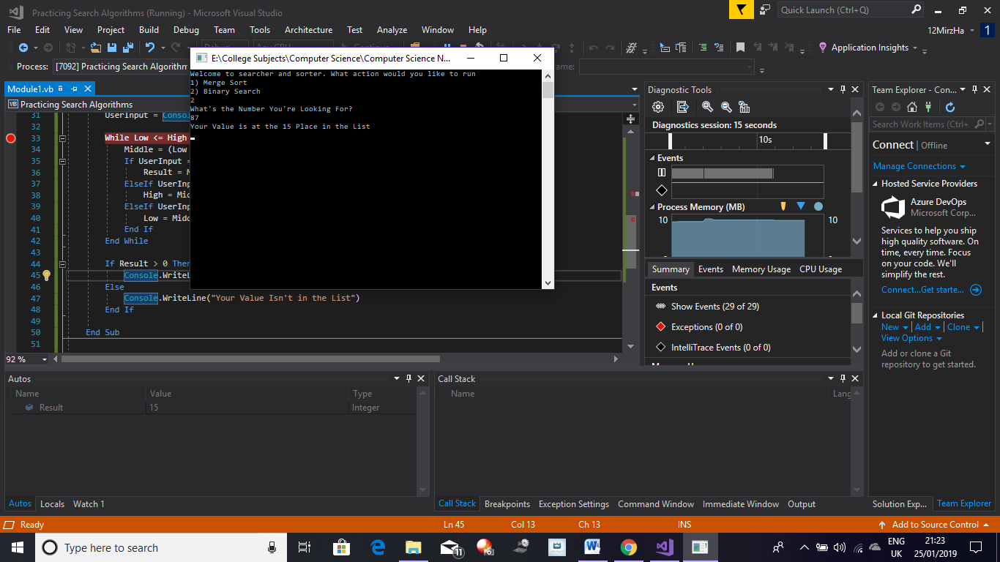 Practicing Search Algorithms (Running) - Microsoft Visual Studio
Quick Launch (Ctrl+Q)
File Edit View Project Build Debug Team Tools Architecture Test Analyze Window Help
12MirzHa
1
Continue
Application Insights
Process: [7092] Practicing Search Algorithm
E:\College Subjects\Computer Science\Computer Science N...
Welcome to searcher and sorter. What action would you like to run
1) Merge Sort
2) Binary Search
2
What's the Number You're Looking For?
87
Your Value is at the 15 Place in the List
Module1.vb
VB Practicing Search Algorithms
31 UserInput = Conso
32
33 While Low <= High
34 Middle = (Low
35 If UserInput =
36 Result = M
37 ElseIf UserInp
38 High = Mid
39 ElseIf UserInp
40 Low = Midd
41 End If
42 End While
43
44 If Result > 0 Then
45 Console.WriteL
46 Else
47 Console.WriteLine("Your Value Isn't in the List")
48 End If
49
50 End Sub
51
92 %
Diagnostic Tools
Diagnostics session: 15 seconds
10s
Events
Process Memory (MB)
10 10
Summary Events Memory Usage CPU Usage
Events
Show Events (29 of 29)
Exceptions (0 of 0)
IntelliTrace Events (0 of 0)
Team Explorer - Con...
Search Work Items (Ctrl+
Connect | Offline
Manage Connections
Hosted Service Providers
Azure DevOps
Microsoft Corp...
Services to help you ship
high quality software. On
time, every time. Focus
on your code. We'll
simplify the rest.
Connect...Get starte...
Local Git Repositories
New | Add | Clone |
View Options
Add or clone a Git
repository to get started.
Autos
Name Value Type
Result 15 Integer
Autos Locals Watch 1
Call Stack
Name Lang
Call Stack Breakpoints Exception Settings Command Window Immediate Window Output
Solution Exp... Team Explorer
Ready Ln 45 Col 13 Ch 13 INS Add to Source Control
Type here to search
11
ENG
UK
21:23
25/01/2019